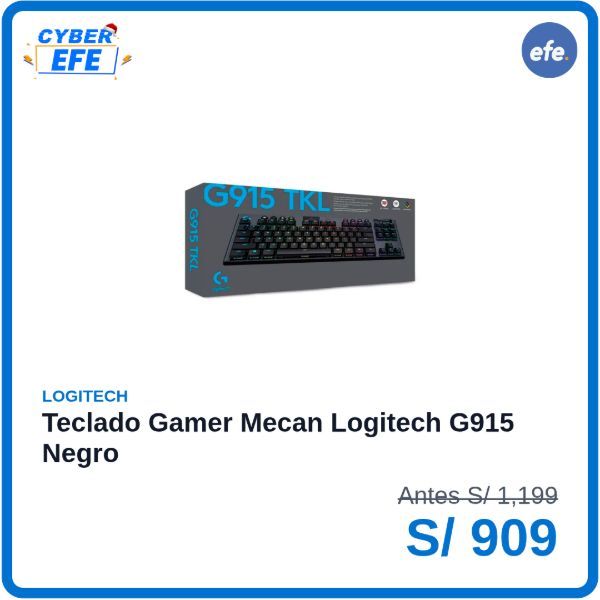 CYBER
EFE
efe.
G915 TKL
G915 TKL
LOGITECH
Teclado Gamer Mecan Logitech G915
Negro
Antes S/ 1,199
S/ 909